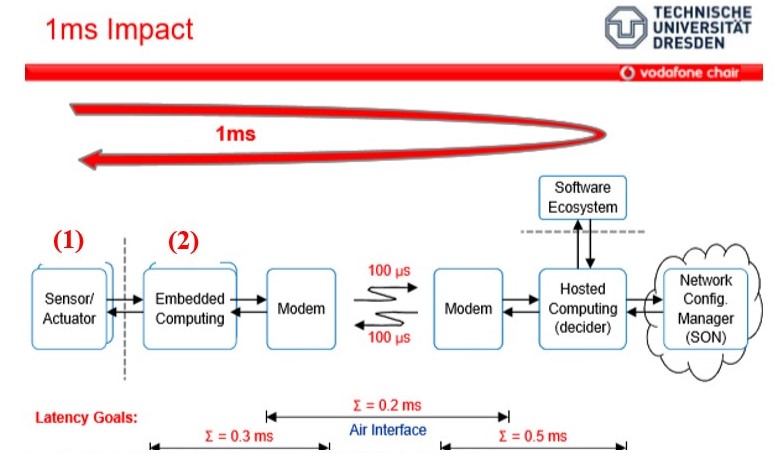 1ms Impact
TECHNISCHE
UNIVERSITÄT
DRESDEN
vodafone chair
1ms
Software
Ecosystem
(1)
(2)
Sensor/
Actuator
Embedded
Computing
Modem
100 µs
100 µs
Modem
Hosted
Computing
(decider)
Network
Config.
Manager
(SON)
Latency Goals:
Σ = 0.2 ms
Air Interface
Σ = 0.3 ms
Σ = 0.5 ms